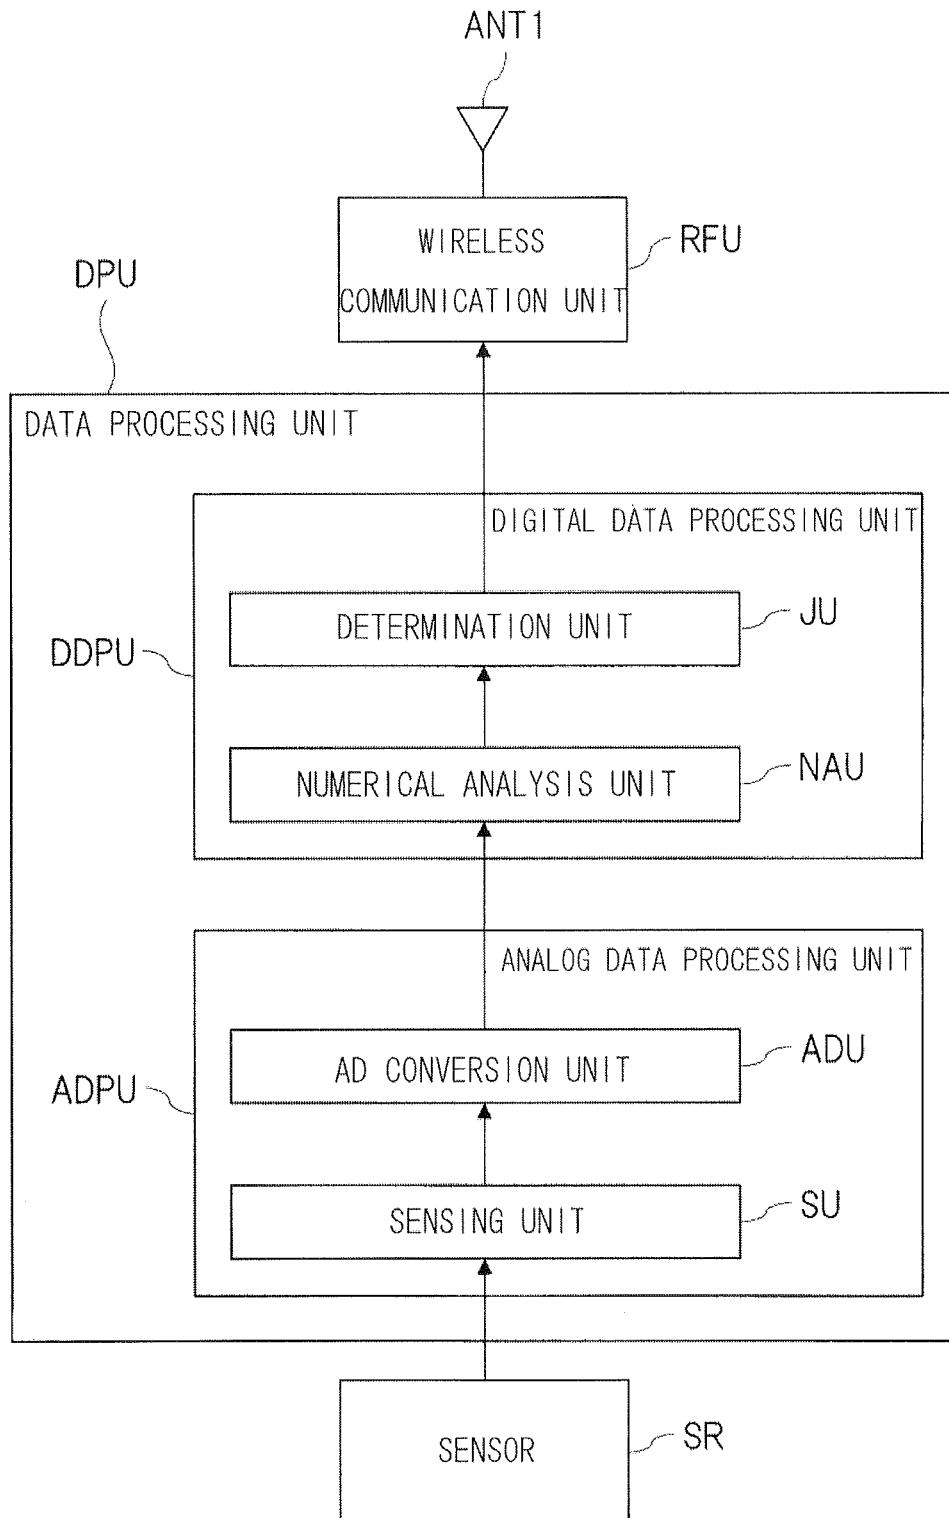 ANT1
WIRELESS
COMMUNICATION UNIT
RFU
DPU
DATA PROCESSING UNIT
DIGITAL DATA PROCESSING UNIT
DETERMINATION UNIT
JU
DDPU
NUMERICAL ANALYSIS UNIT
NAU
ANALOG DATA PROCESSING UNIT
AD CONVERSION UNIT
ADU
ADPU
SENSING UNIT
SU
SENSOR
SR